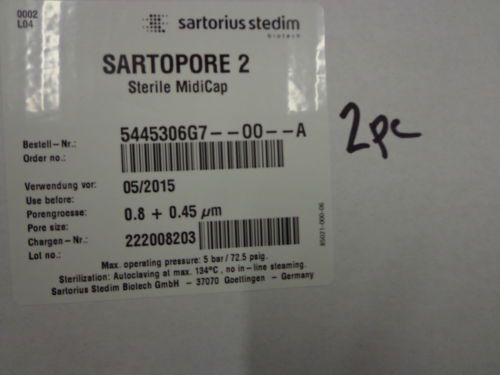 0002
L04
sartorius stedim
biotech
SARTOPORE 2
Sterile MidiCap
Bestell-Nr.: 5445306G7--00--A
Order no.:
2pc
Verwendung vor: 05/2015
Use before:
Porengroesse: 0.8 + 0.45 µm
Pore size:
Chargen-Nr.: 222008203
Lot no.:
85021-000-06
Max. operating pressure: 5 bar / 72.5 psig.
Sterilization: Autoclaving at max. 134°C, no in-line steaming.
Sartorius Stedim Biotech GmbH - 37070 Goettingen - Germany